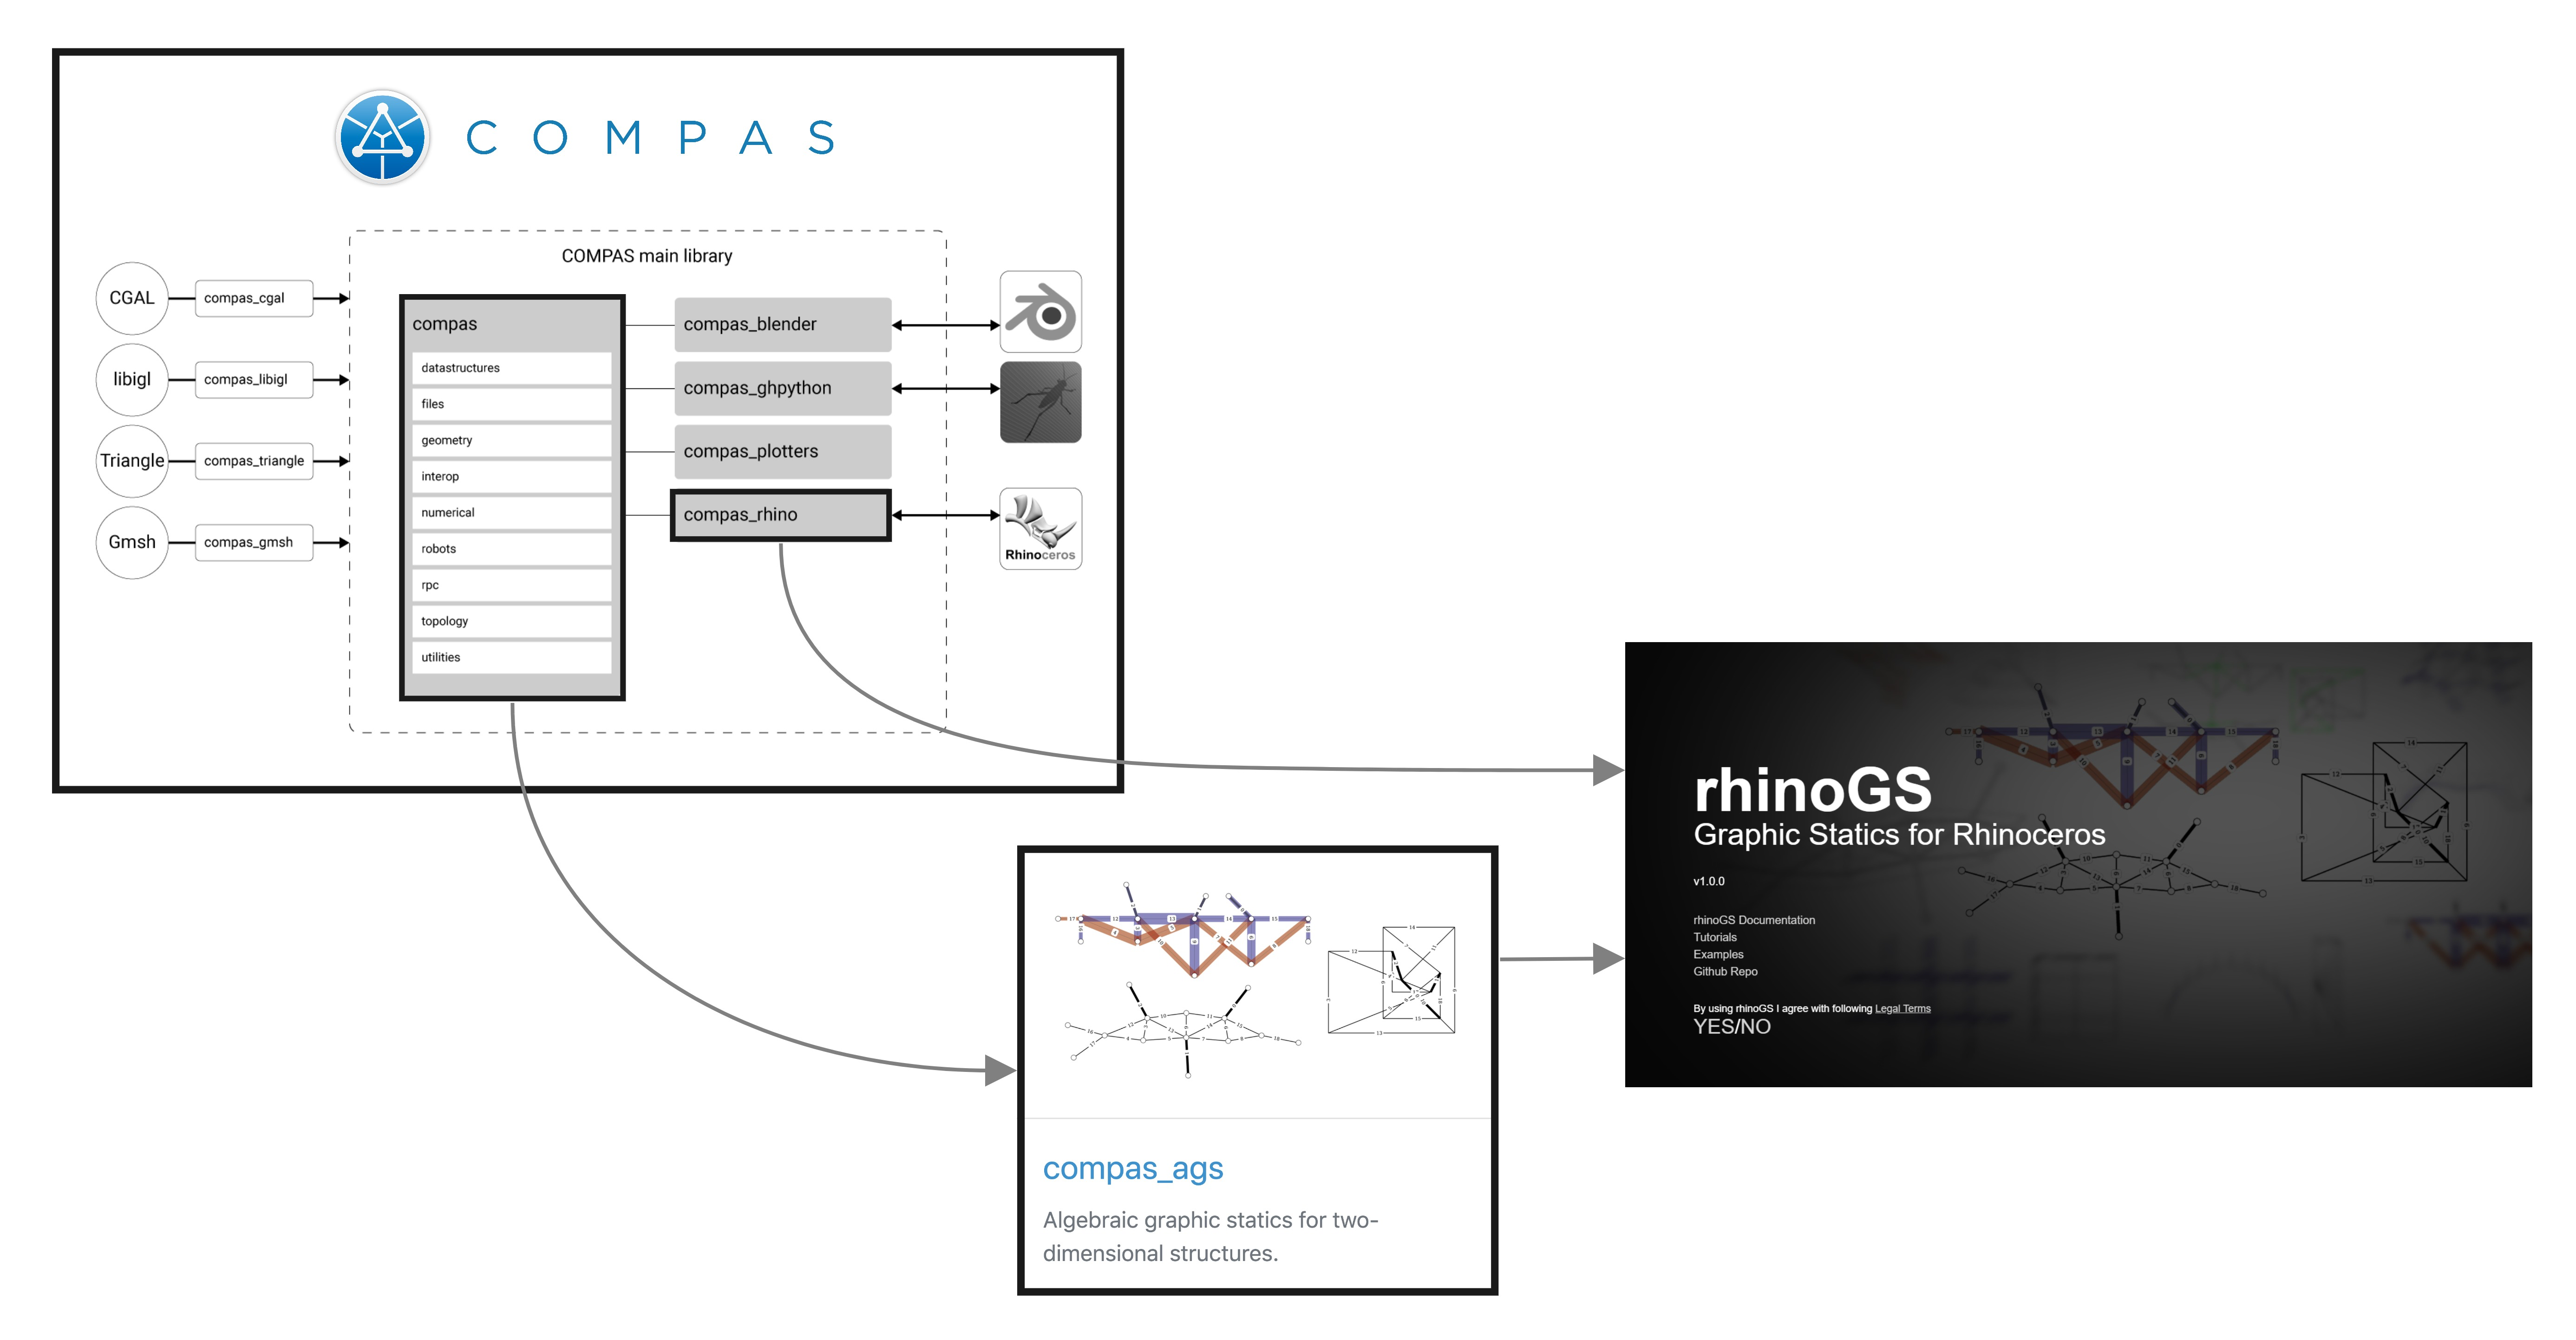 COMPAS
COMPAS main library
CGAL
compas_cgal
libigl
compas_libigl
Triangle
compas_triangle
Gmsh
compas_gmsh
compas
datastructures
files
geometry
interop
numerical
robots
rpc
topology
utilities
compas_blender
compas_ghpython
compas_plotters
compas_rhino
Rhinoceros
compas_ags
Algebraic graphic statics for two-
dimensional structures.
rhinoGS
Graphic Statics for Rhinoceros
v1.0.0
rhinoGS Documentation
Tutorials
Examples
Github Repo
By using rhinoGS I agree with following Legal Terms
YES/NO